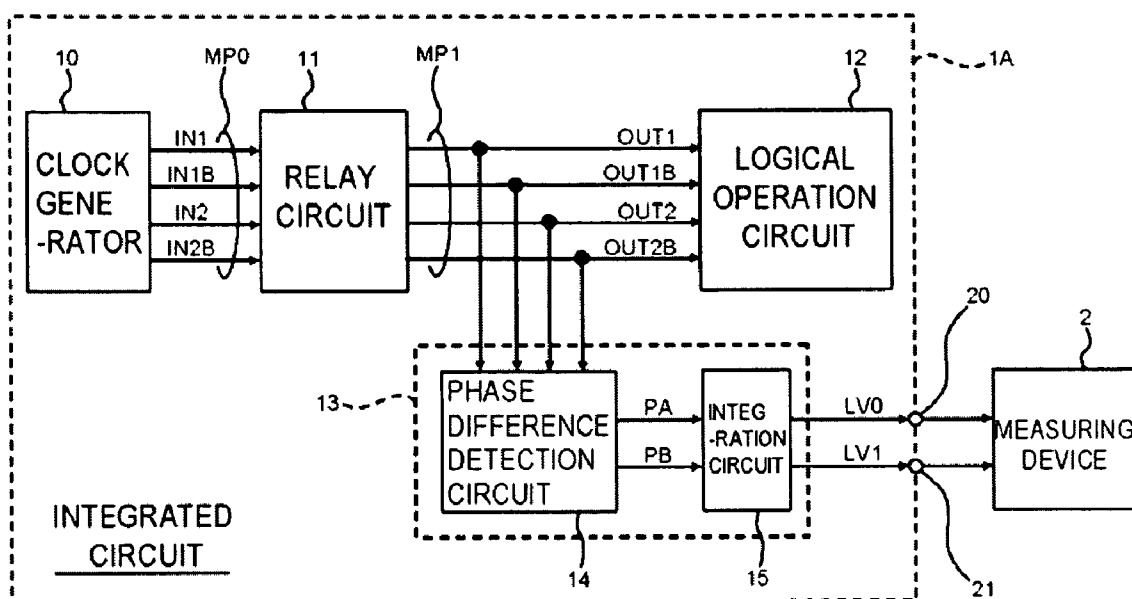 10
MP0
11
MP1
12
1A
CLOCK
GENE
-RATOR
IN1
IN1B
IN2
IN2B
RELAY
CIRCUIT
OUT1
OUT1B
OUT2
OUT2B
LOGICAL
OPERATION
CIRCUIT
20
2
13
PHASE
DIFFERENCE
DETECTION
CIRCUIT
PA
PB
INTEG
-RATION
CIRCUIT
LV0
LV1
MEASURING
DEVICE
INTEGRATED
CIRCUIT
14
15
21